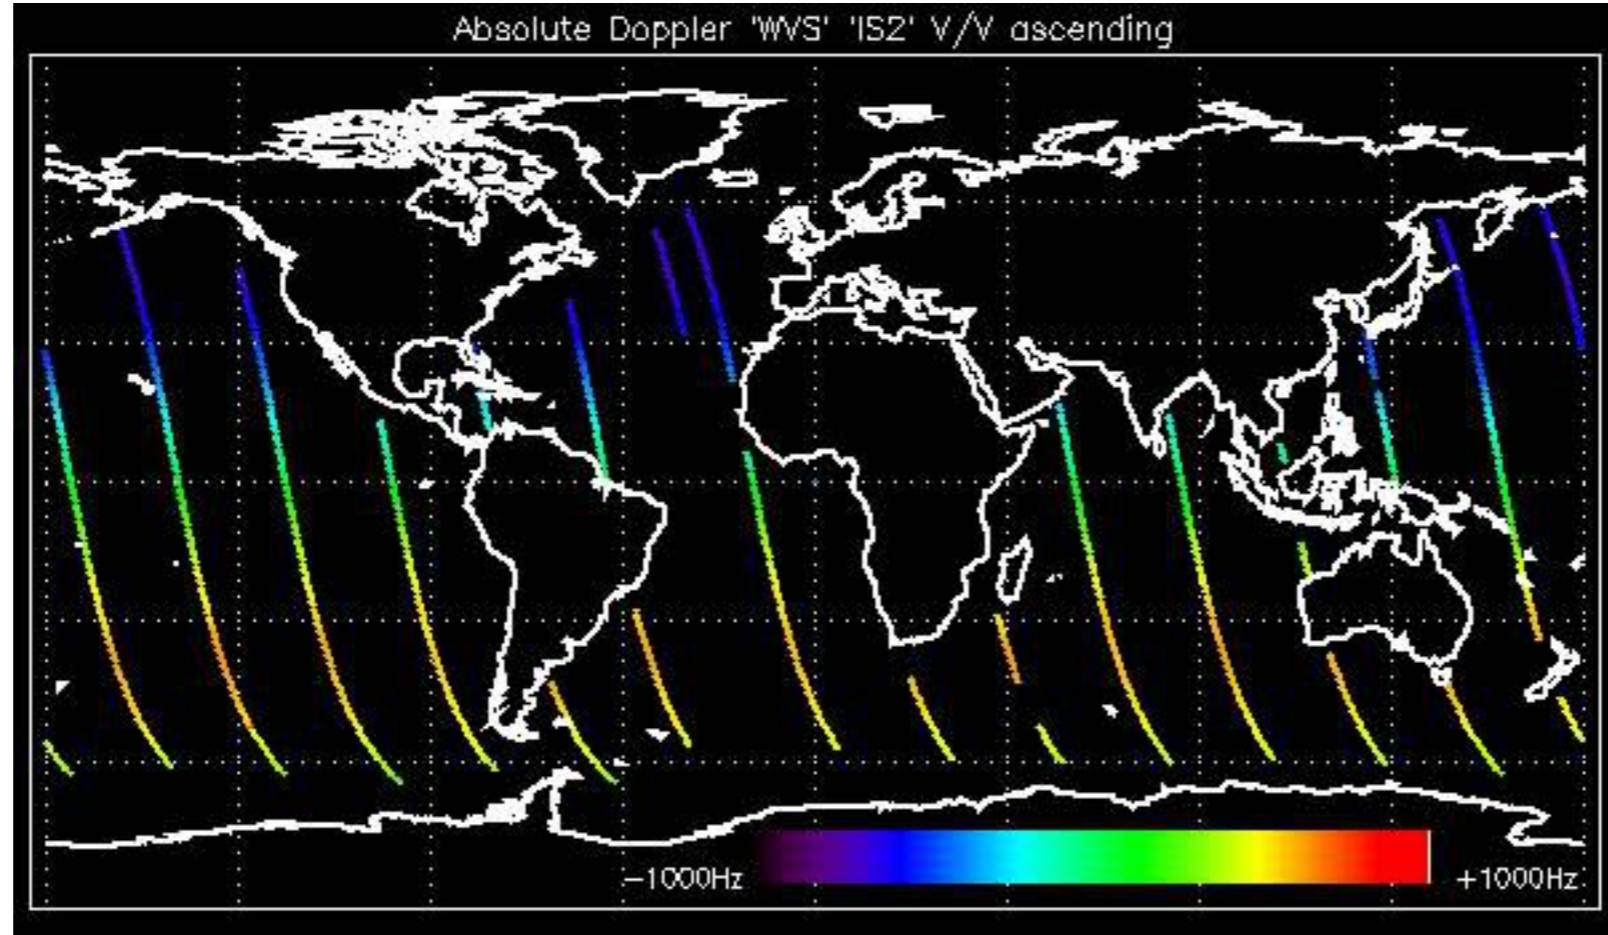 Absolute Doppler 'WVS' 'IS2' V/V ascending
-1000Hz +1000Hz